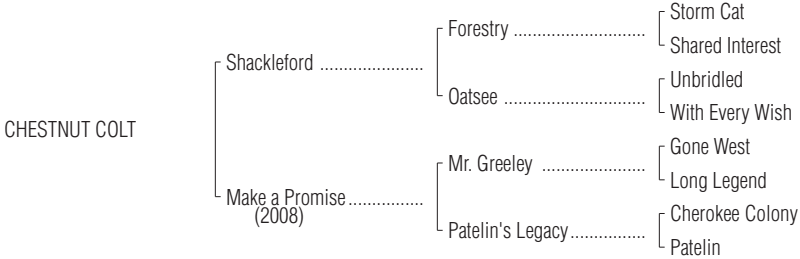 Storm Cat
Forestry ............................
Shared Interest
Shackleford ......................
Unbridled
Oatsee ..............................
With Every Wish
CHESTNUT COLT
Gone West
Mr. Greeley ......................
Long Legend
Make a Promise ................
(2008)
Cherokee Colony
Patelin's Legacy ................
Patelin